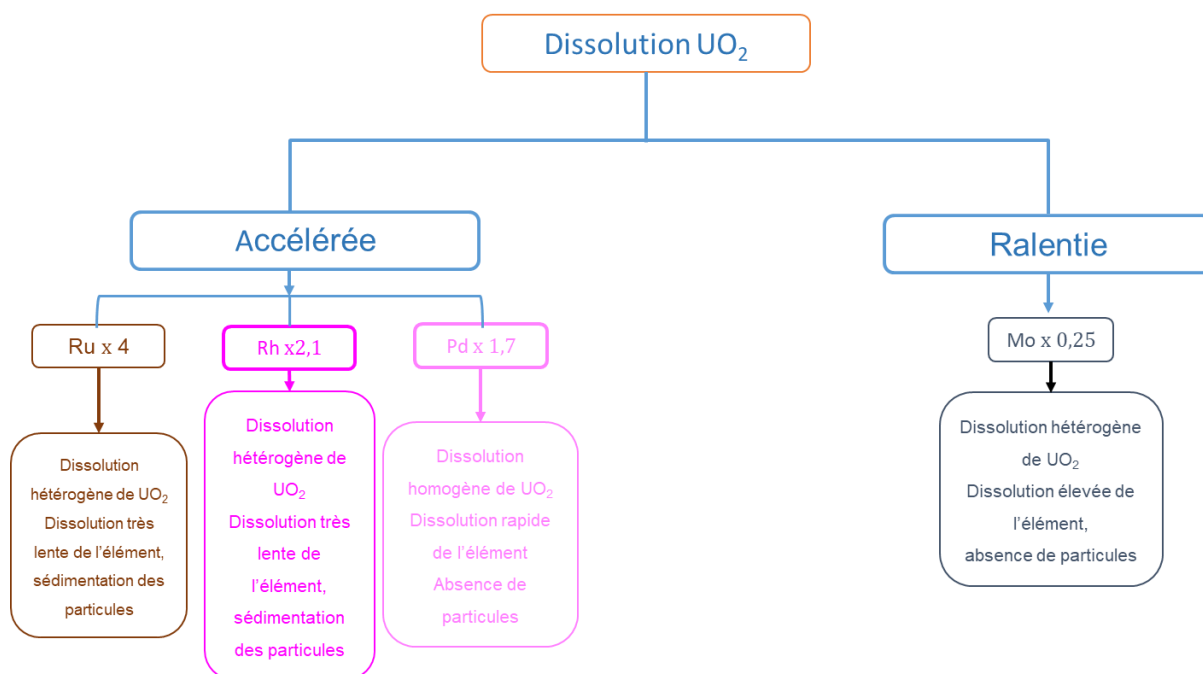 Dissolution UO₂
Accélérée
Ralentie
Ru x 4
Rh x2,1
Pd x 1,7
Mo x 0,25
Dissolution
hétérogène de UO₂
Dissolution très
lente de l’élément,
sédimentation des
particules
Dissolution
hétérogène de
UO₂
Dissolution très
lente de
l’élément,
sédimentation
des particules
Dissolution
homogène de UO₂
Dissolution rapide
de l’élément
Absence de
particules
Dissolution hétérogène
de UO₂
Dissolution élevée de
l’élément,
absence de particules